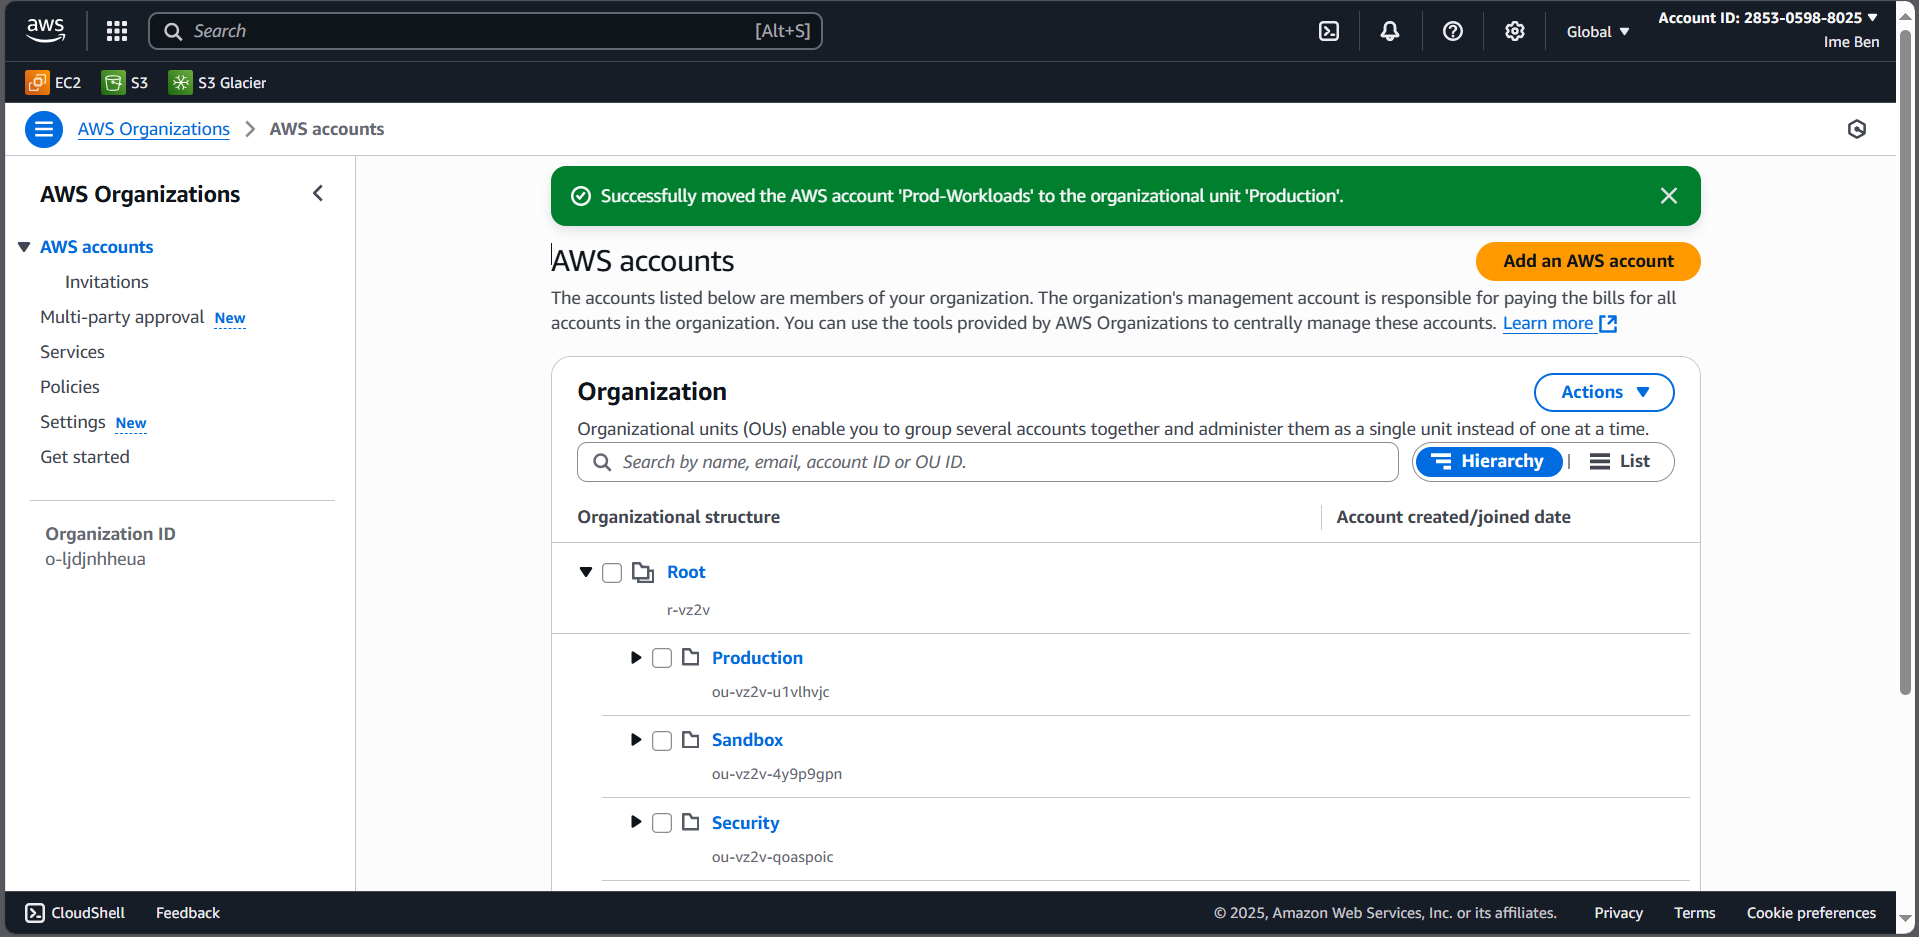 aws
Search [Alt+S]
Global
Account ID: 2853-0598-8025
Ime Ben
EC2
S3
S3 Glacier
AWS Organizations
AWS accounts
AWS Organizations
AWS accounts
Invitations
Multi-party approval New
Services
Policies
Settings New
Get started
Organization ID
o-ljdjnhheua
Successfully moved the AWS account 'Prod-Workloads' to the organizational unit 'Production'.
AWS accounts
Add an AWS account
The accounts listed below are members of your organization. The organization's management account is responsible for paying the bills for all
accounts in the organization. You can use the tools provided by AWS Organizations to centrally manage these accounts. Learn more
Organization
Actions
Organizational units (OUs) enable you to group several accounts together and administer them as a single unit instead of one at a time.
Search by name, email, account ID or OU ID.
Hierarchy | List
Organizational structure
Account created/joined date
Root
r-vz2v
Production
ou-vz2v-u1vlhvjc
Sandbox
ou-vz2v-4y9p9gpn
Security
ou-vz2v-qoaspoic
CloudShell
Feedback
© 2025, Amazon Web Services, Inc. or its affiliates.
Privacy
Terms
Cookie preferences